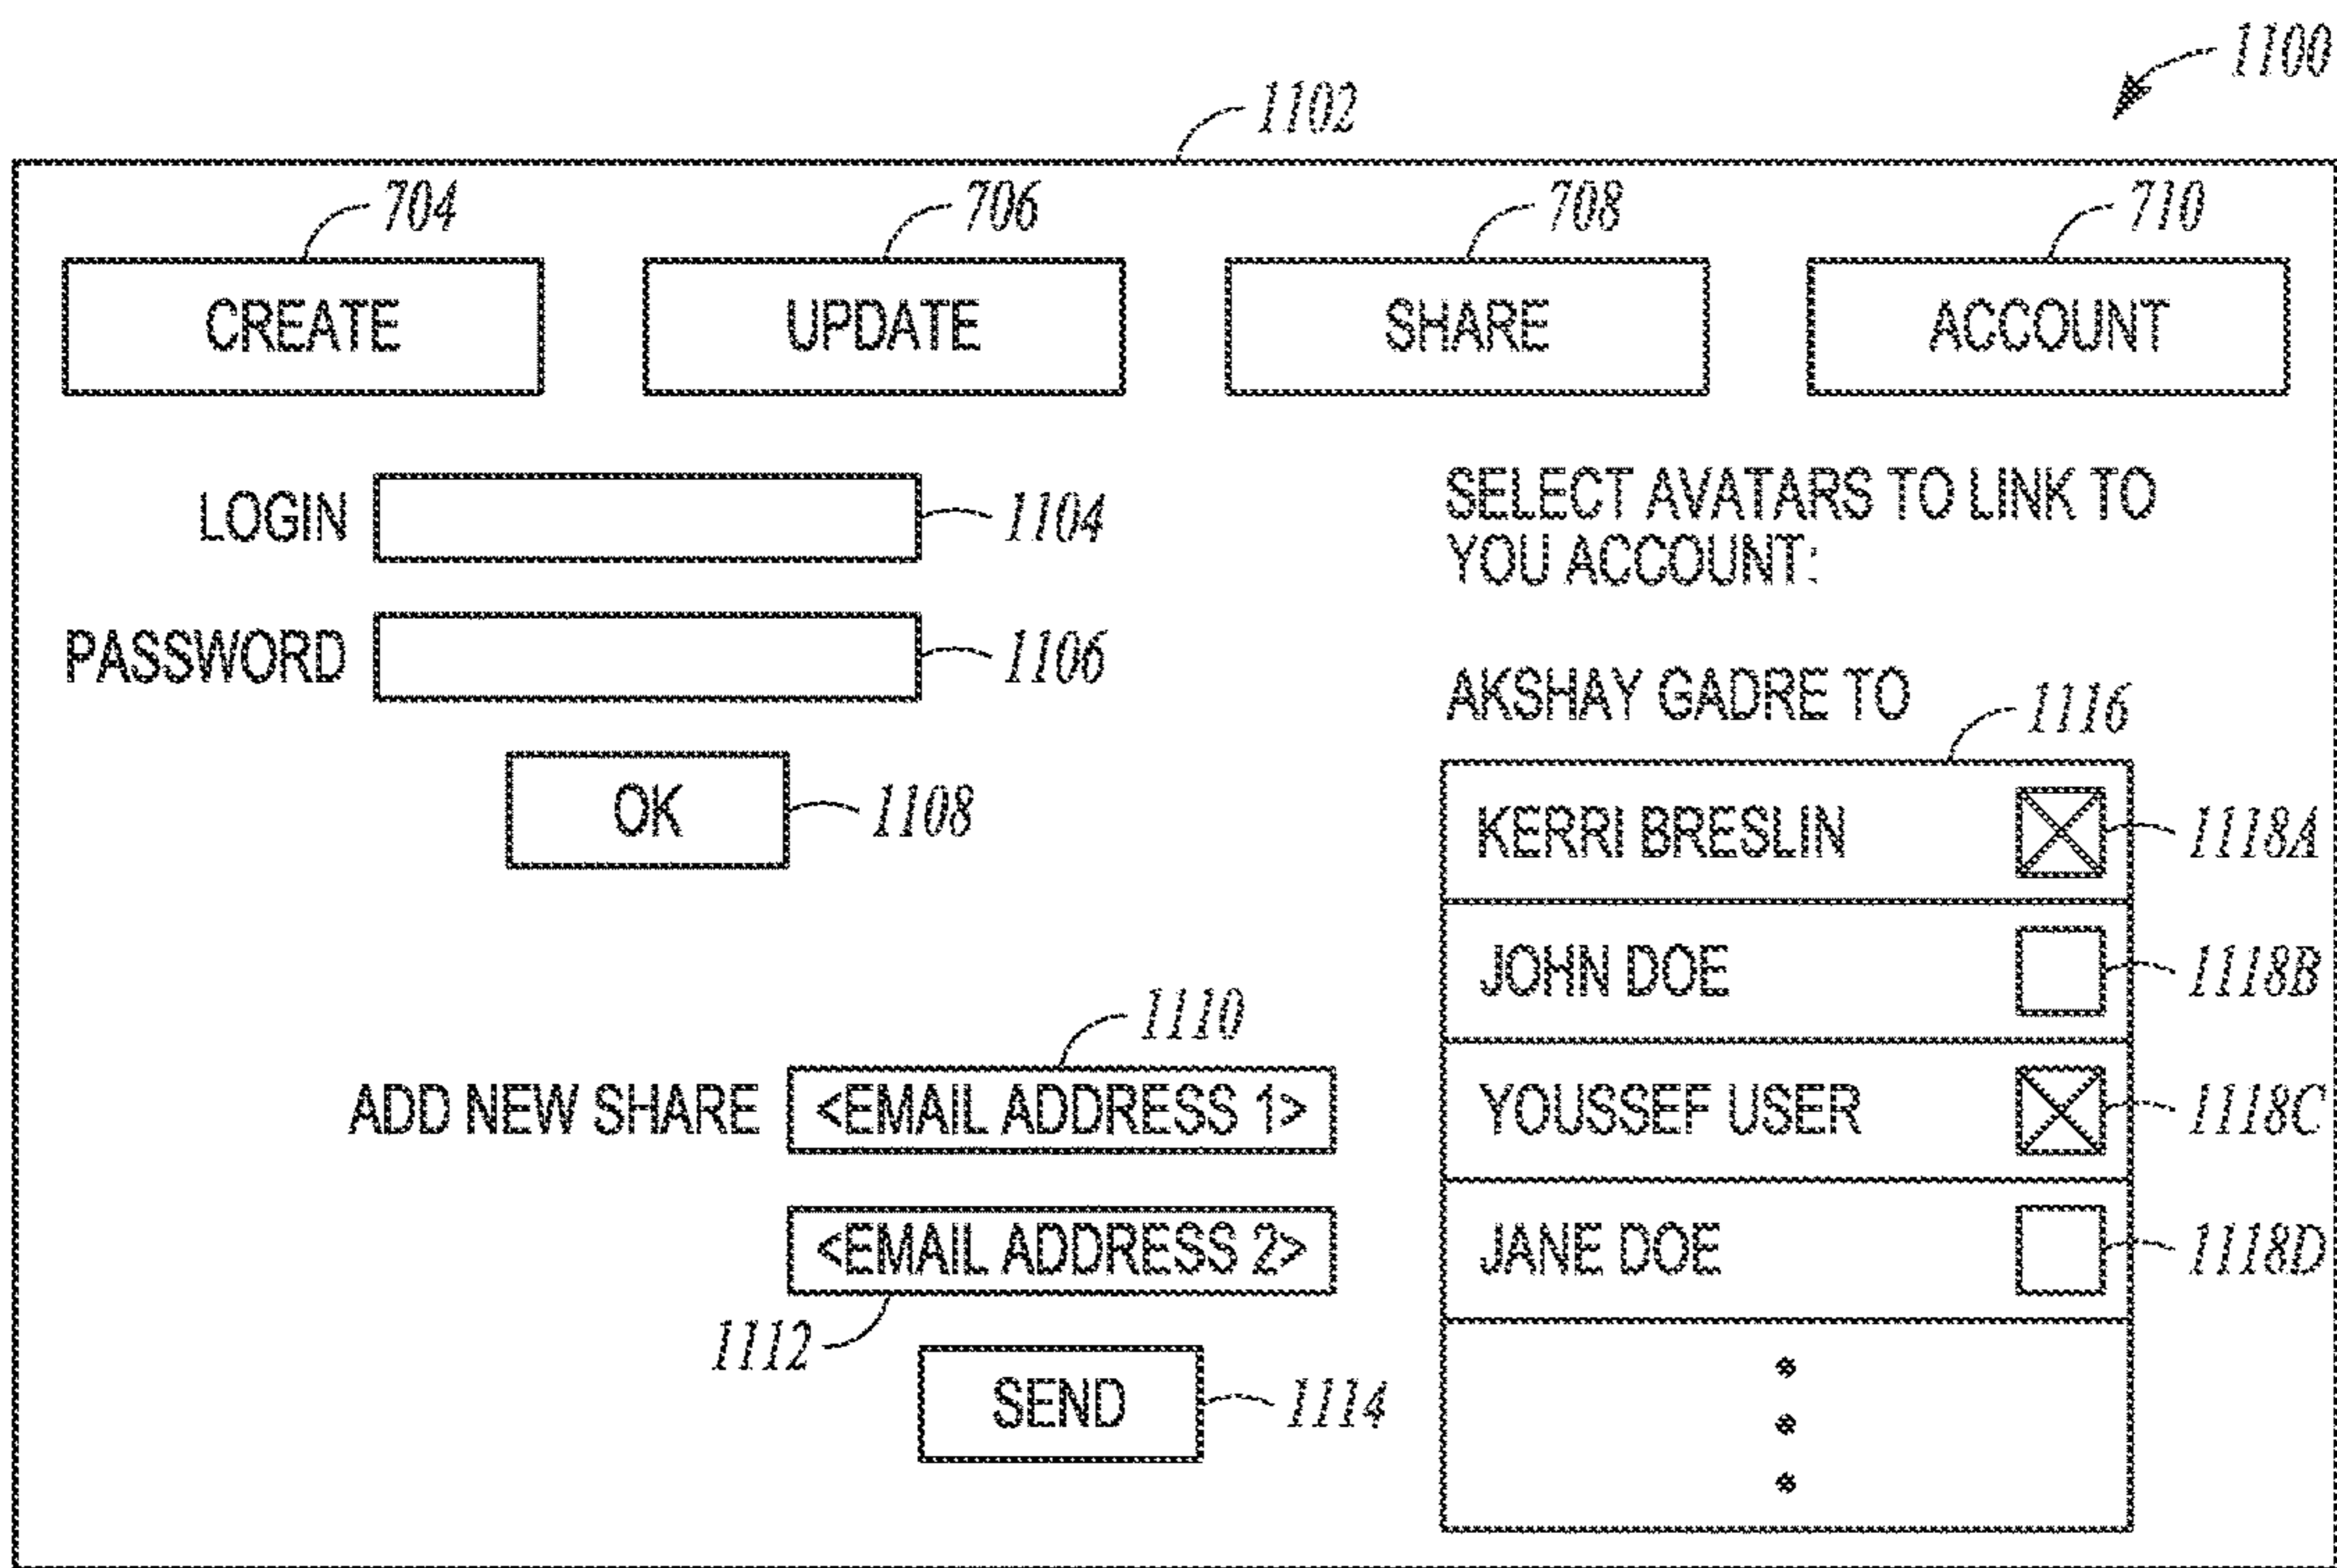 1100
1102
704 706 708 710
CREATE UPDATE SHARE ACCOUNT
LOGIN 1104
PASSWORD 1106
OK 1108
ADD NEW SHARE <EMAIL ADDRESS 1> 1110
<EMAIL ADDRESS 2> 1112
SEND 1114
SELECT AVATARS TO LINK TO
YOU ACCOUNT:
AKSHAY GADRE TO
1116
KERRI BRESLIN 1118A
JOHN DOE 1118B
YOUSSEF USER 1118C
JANE DOE 1118D